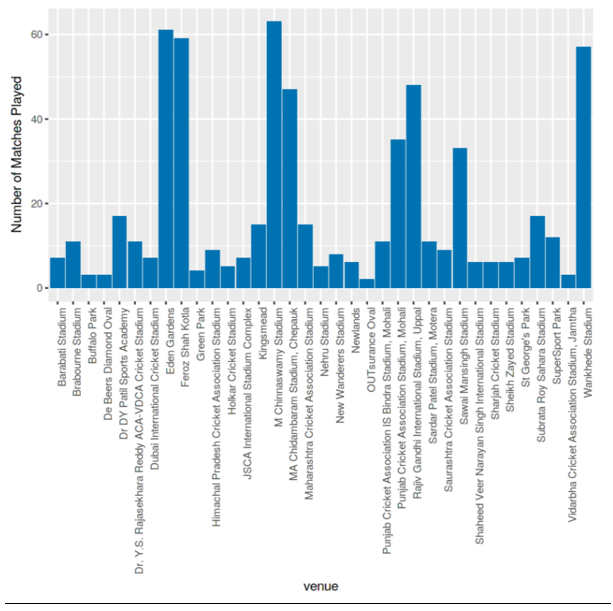 Number of Matches Played
60
40
20
0
Barabati Stadium
Brabourne Stadium
Buffalo Park
De Beers Diamond Oval
Dr DY Patil Sports Academy
Dr. Y.S. Rajasekhara Reddy ACA-VDCA Cricket Stadium
Dubai International Cricket Stadium
Eden Gardens
Feroz Shah Kotla
Green Park
Himachal Pradesh Cricket Association Stadium
Holkar Cricket Stadium
JSCA International Stadium Complex
Kingsmead
M Chinnaswamy Stadium
MA Chidambaram Stadium, Chepauk
Maharashtra Cricket Association Stadium
Nehru Stadium
New Wanderers Stadium
Newlands
OUTsurance Oval
Punjab Cricket Association IS Bindra Stadium, Mohali
Punjab Cricket Association Stadium, Mohali
Rajiv Gandhi International Stadium, Uppal
Sardar Patel Stadium, Motera
Saurashtra Cricket Association Stadium
Sawai Mansingh Stadium
Shaheed Veer Narayan Singh International Stadium
Sharjah Cricket Stadium
Sheikh Zayed Stadium
St George's Park
Subrata Roy Sahara Stadium
SuperSport Park
Vidarbha Cricket Association Stadium, Jamtha
Wankhede Stadium
venue